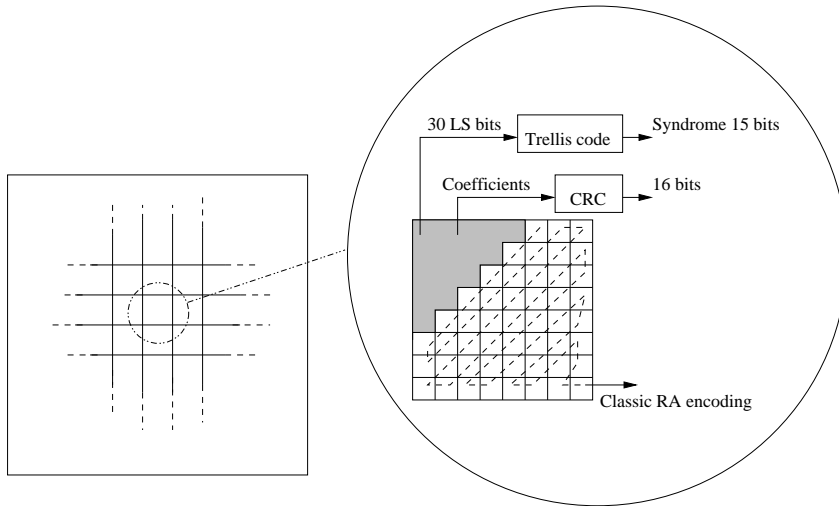 30 LS bits
Trellis code
Syndrome 15 bits
Coefficients
CRC
16 bits
Classic RA encoding